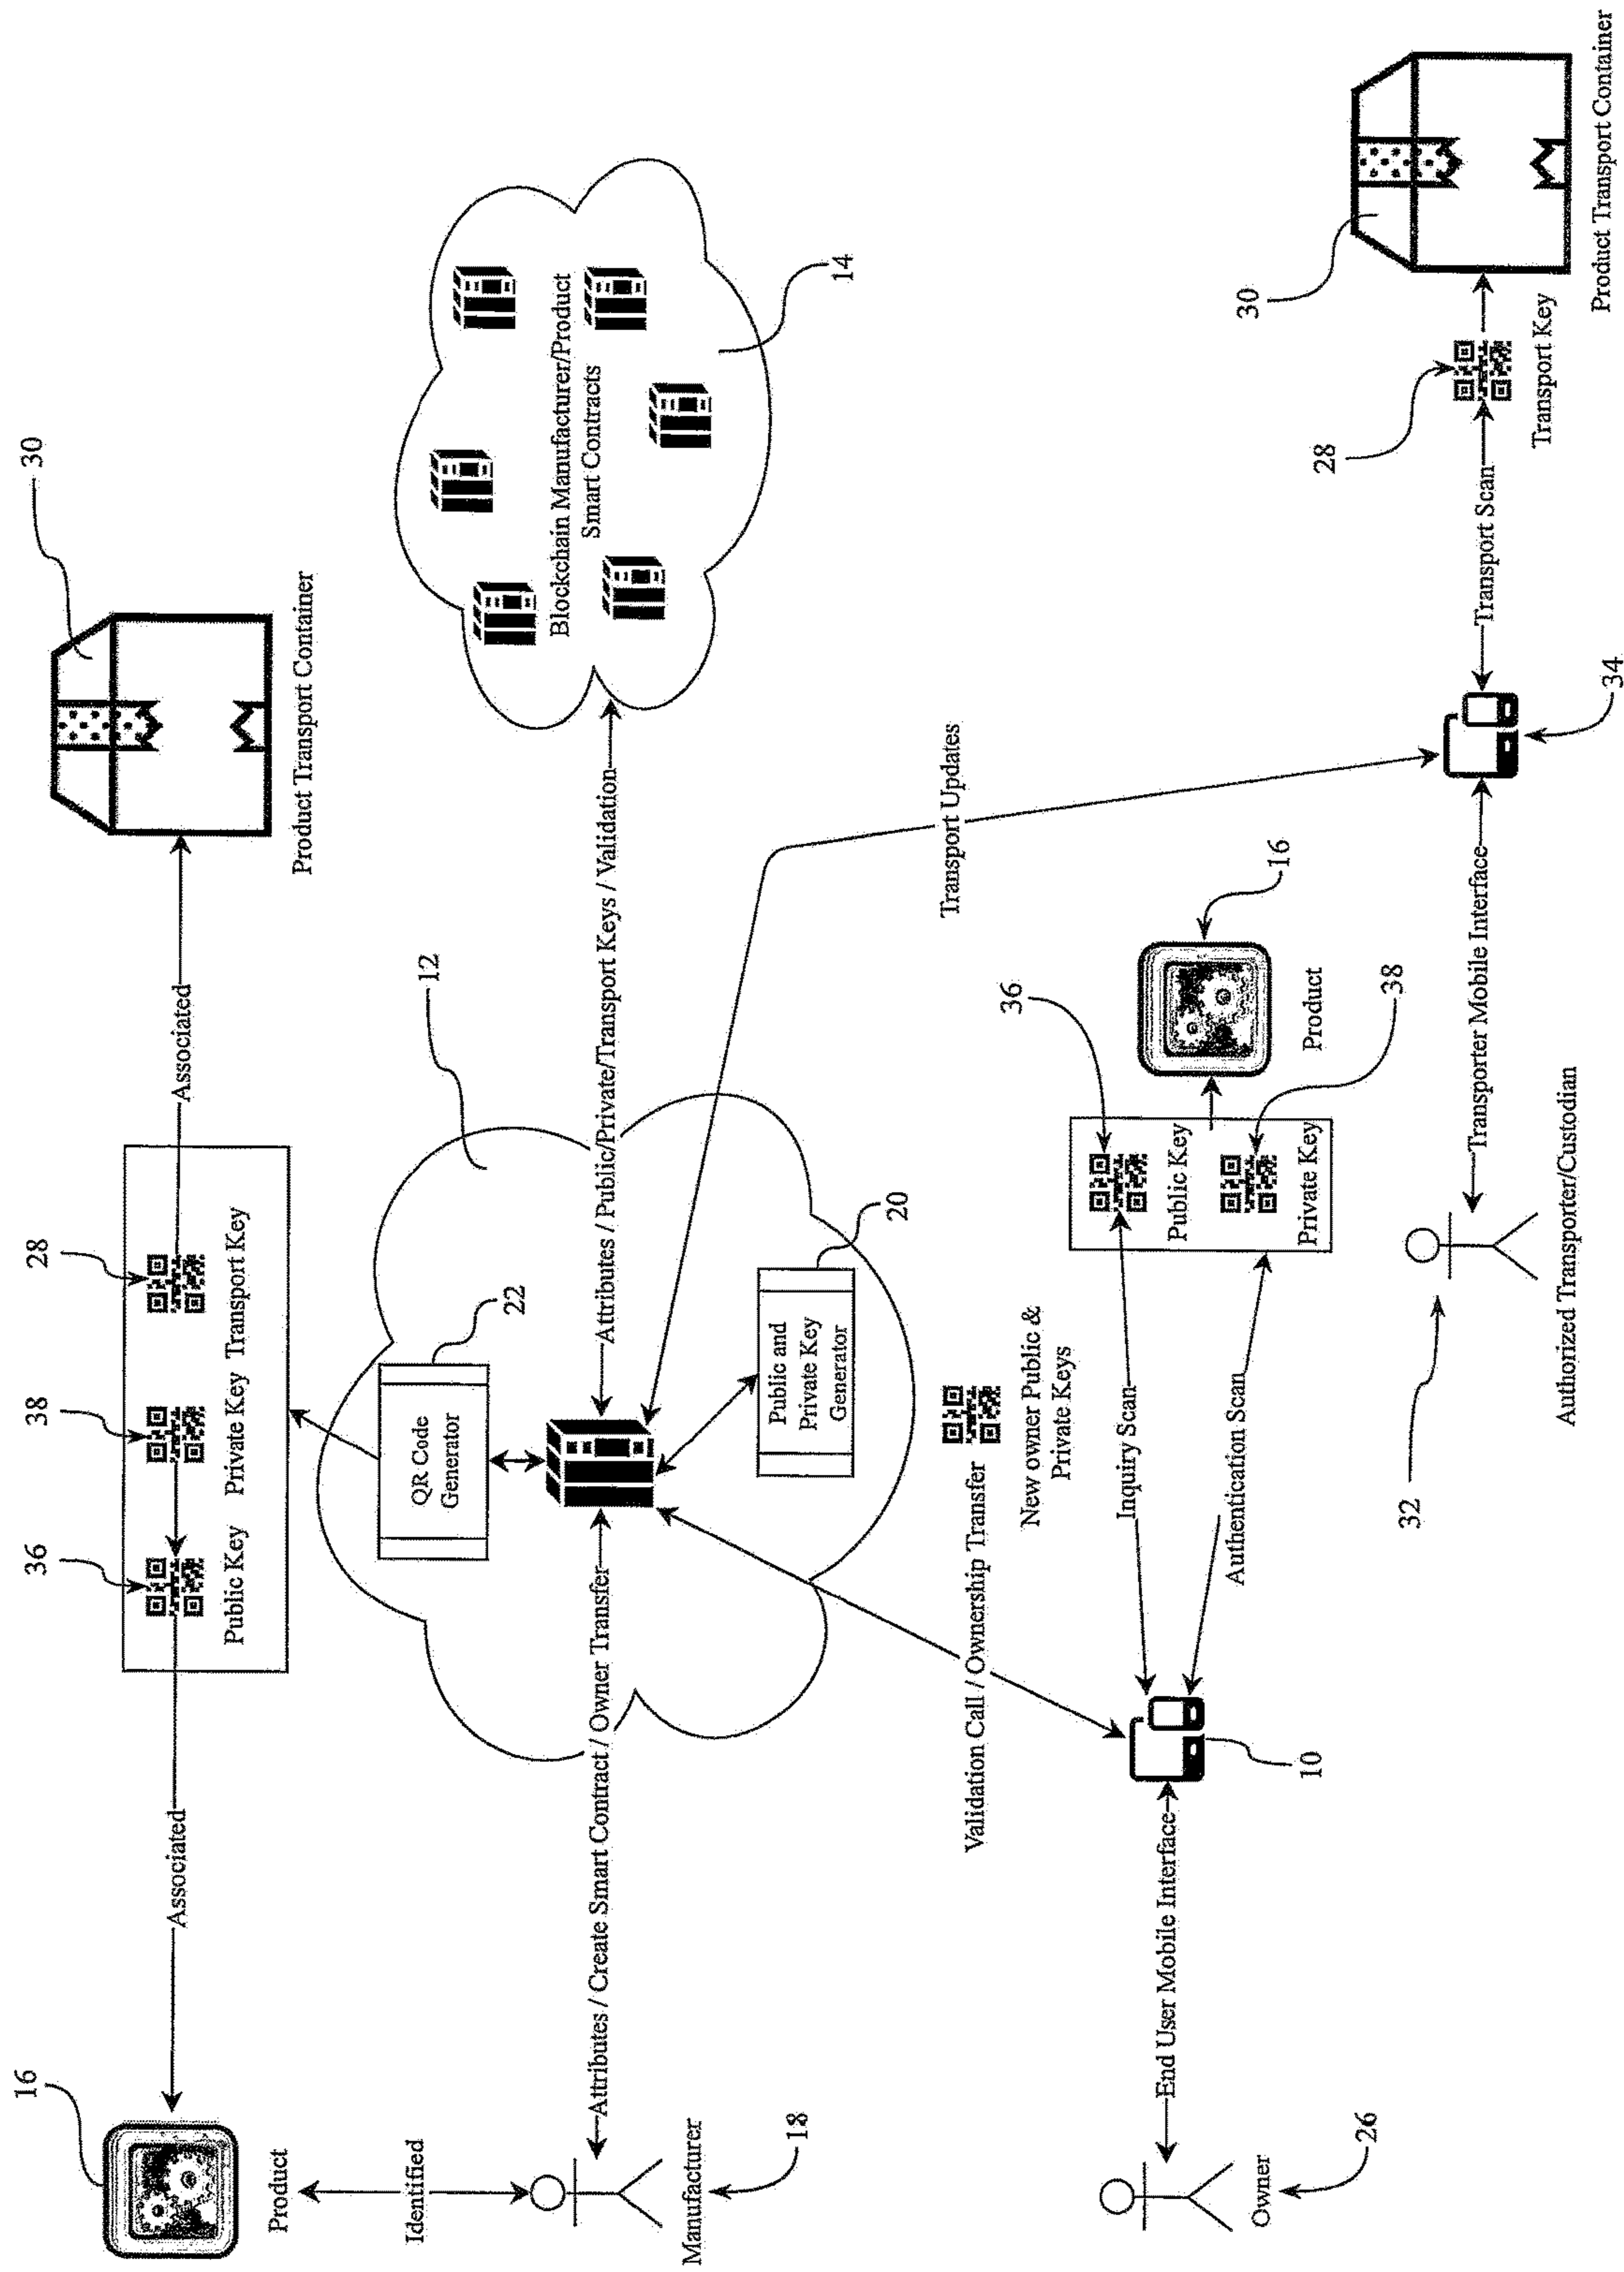 16
36
38
28
30
Associated
Associated
Public Key
Private Key
Transport Key
Product
Product Transport Container
Identified
QR Code
Generator
22
12
Blockchain Manufacturer/Product
Smart Contracts
14
Attributes / Create Smart Contract / Owner Transfer
Attributes / Public/Private/Transport Keys / Validation
Manufacturer
18
Public and
Private Key
Generator
20
Transport Updates
Validation Call / Ownership Transfer
New owner Public &
Private Keys
36
Inquiry Scan
Public Key
16
End User Mobile Interface
Authentication Scan
Private Key
Product
38
Owner
26
10
30
28
32
Transporter Mobile Interface
Transport Scan
Transport Key
Authorized Transporter/Custodian
34
Product Transport Container